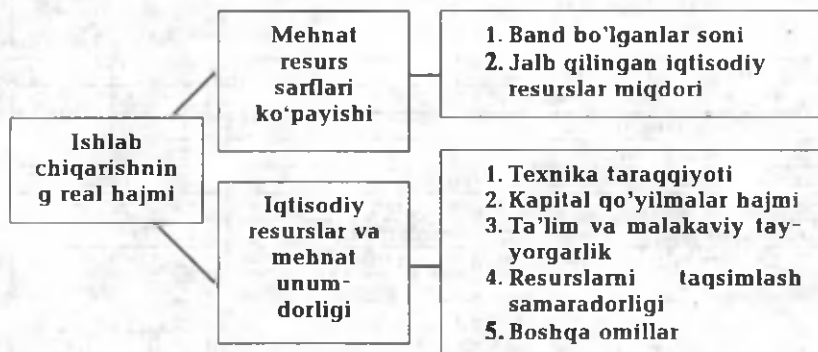 Ishlab
chiqarishnin
g real hajmi
Mehnat
resurs
sarflari
ko‘payishi
1. Band bo'lganlar soni
2. Jalb qilingan iqtisodiy
resurslar miqdori
Iqtisodiy
resurslar va
mehnat
unum-
dorligi
1. Texnika taraqqiyoti
2. Kapital qo'yilmalar hajmi
3. Ta'lim va malakaviy tay-
yorgarlik
4. Resurslarni taqsimlash
samaradorligi
5. Boshqa omillar